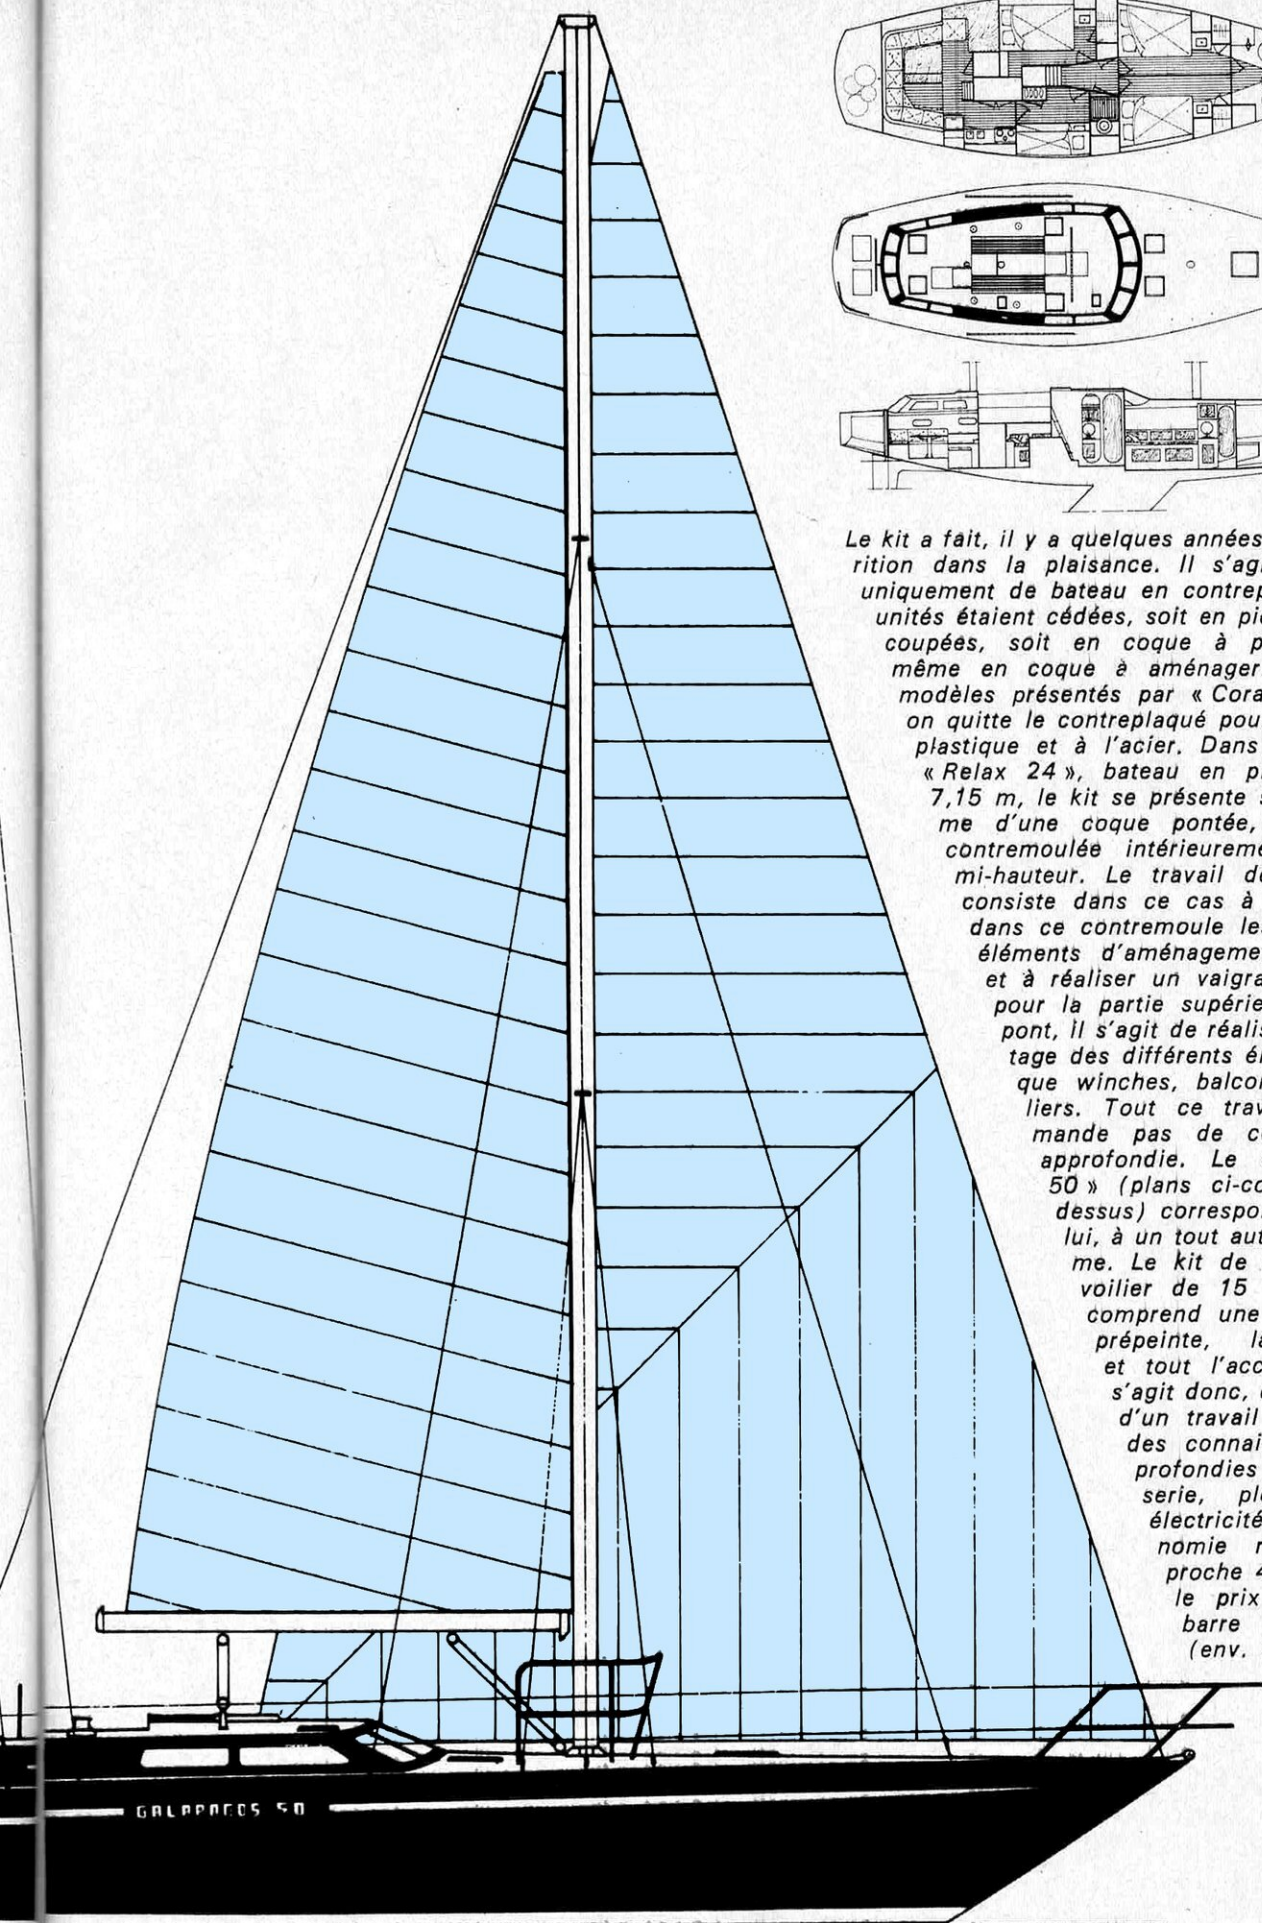 Le kit a fait, il y a quelques années
rition dans la plaisance. Il s'agi
uniquement de bateau en contrep
unités étaient cédées, soit en piè
coupées, soit en coque à p
même en coque à aménager
modèles présentés par « Cora
on quitte le contreplaqué pou
plastique et à l'acier. Dans
« Relax 24 », bateau en p
7,15 m, le kit se présente s
me d'une coque pontée,
contremoulée intérieureme
mi-hauteur. Le travail de
consiste dans ce cas à
dans ce contremoule les
éléments d'aménageme
et à réaliser un vaigra
pour la partie supérie
pont, il s'agit de réalis
tage des différents él
que winches, balcon
liers. Tout ce trav
mande pas de c
approfondie. Le
50 » (plans ci-co
dessus) correspo
lui, à un tout aut
me. Le kit de
voilier de 15
comprend une
prépeinte, la
et tout l'acc
s'agit donc,
d'un travail
des connai
profondies
serie, pl
électricité
nomie r
proche 4
le prix
barre
(env.
GALAPAGOS 50